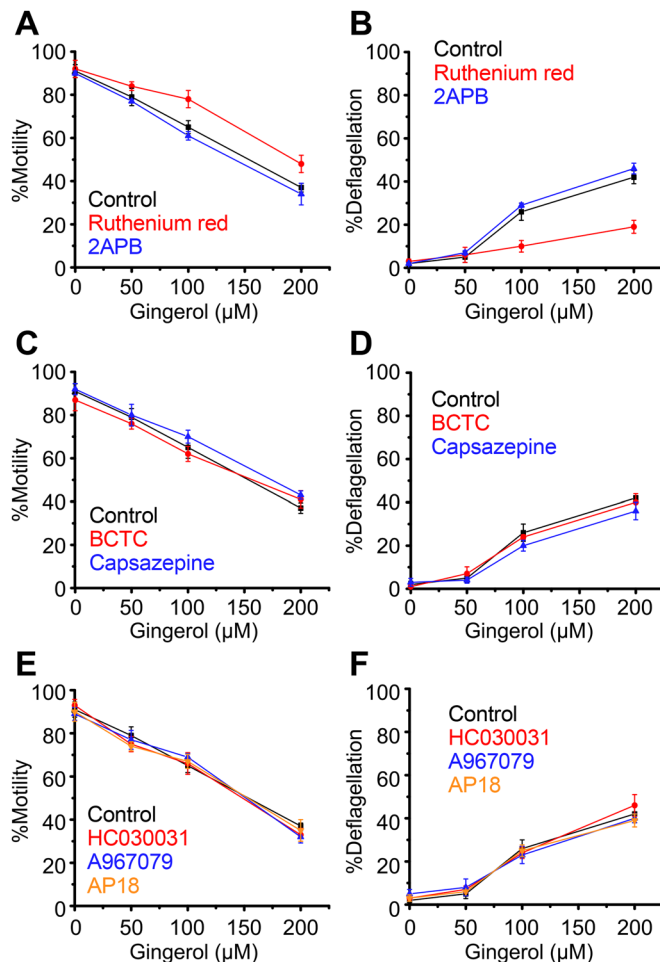 A
100
80
60
40
20
0
%Motility
Control
Ruthenium red
2APB
0 50 100 150 200
Gingerol (µM)
B
100
80
60
40
20
0
%Deflagellation
Control
Ruthenium red
2APB
0 50 100 150 200
Gingerol (µM)
C
100
80
60
40
20
0
%Motility
Control
BCTC
Capsazepine
0 50 100 150 200
Gingerol (µM)
D
100
80
60
40
20
0
%Deflagellation
Control
BCTC
Capsazepine
0 50 100 150 200
Gingerol (µM)
E
100
80
60
40
20
0
%Motility
Control
HC030031
A967079
AP18
0 50 100 150 200
Gingerol (µM)
F
100
80
60
40
20
0
%Deflagellation
Control
HC030031
A967079
AP18
0 50 100 150 200
Gingerol (µM)